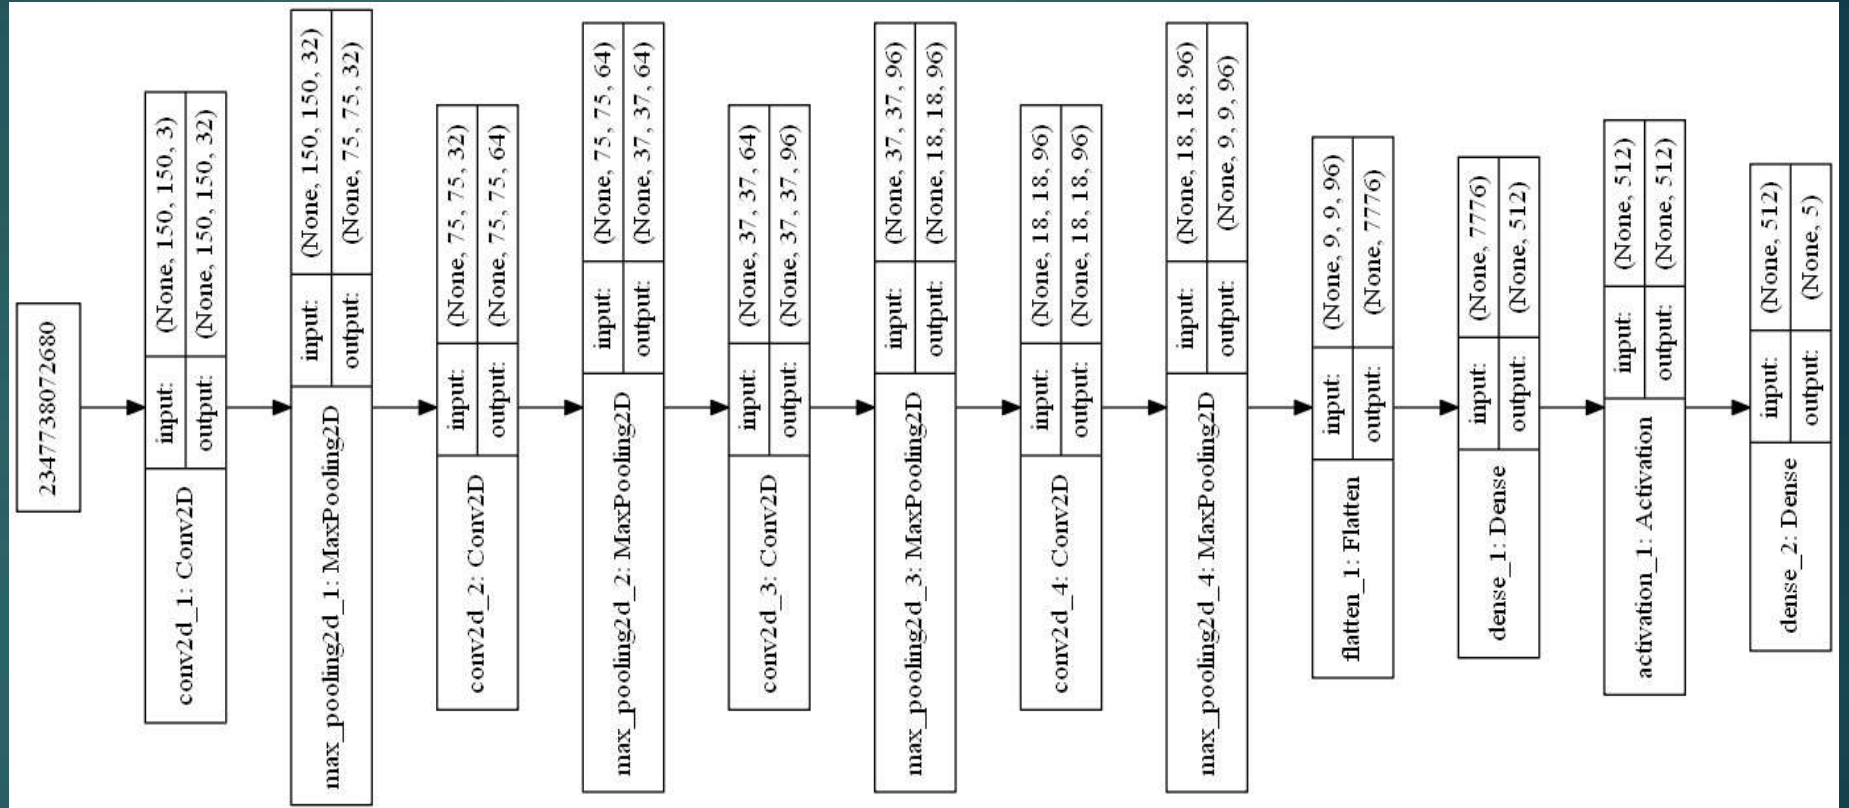 2347738072680
conv2d_1: Conv2D
input: (None, 150, 150, 3)
output: (None, 150, 150, 32)
max_pooling2d_1: MaxPooling2D
input: (None, 150, 150, 32)
output: (None, 75, 75, 32)
conv2d_2: Conv2D
input: (None, 75, 75, 32)
output: (None, 75, 75, 64)
max_pooling2d_2: MaxPooling2D
input: (None, 75, 75, 64)
output: (None, 37, 37, 64)
conv2d_3: Conv2D
input: (None, 37, 37, 64)
output: (None, 37, 37, 96)
max_pooling2d_3: MaxPooling2D
input: (None, 37, 37, 96)
output: (None, 18, 18, 96)
conv2d_4: Conv2D
input: (None, 18, 18, 96)
output: (None, 18, 18, 96)
max_pooling2d_4: MaxPooling2D
input: (None, 18, 18, 96)
output: (None, 9, 9, 96)
flatten_1: Flatten
input: (None, 9, 9, 96)
output: (None, 7776)
dense_1: Dense
input: (None, 7776)
output: (None, 512)
activation_1: Activation
input: (None, 512)
output: (None, 512)
dense_2: Dense
input: (None, 512)
output: (None, 5)